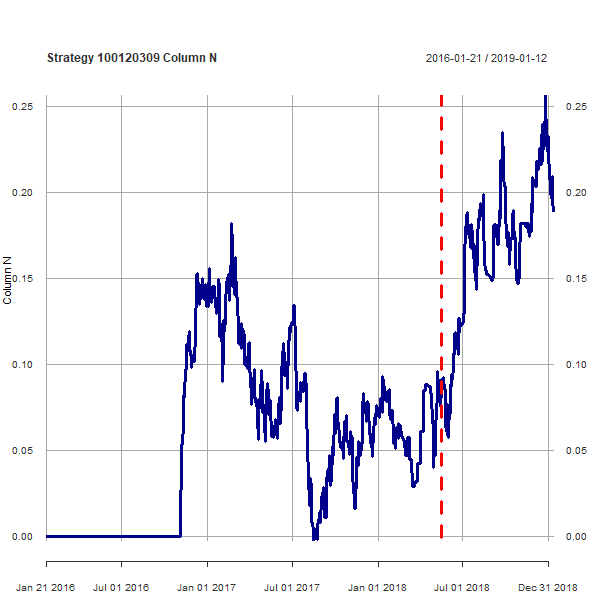 Strategy 100120309 Column N
2016-01-21 / 2019-01-12
0.25
0.25
0.20
0.20
0.15
0.15
Column N
0.10
0.10
0.05
0.05
0.00
0.00
Jan 21 2016
Jul 01 2016
Jan 01 2017
Jul 01 2017
Jan 01 2018
Jul 01 2018
Dec 31 2018